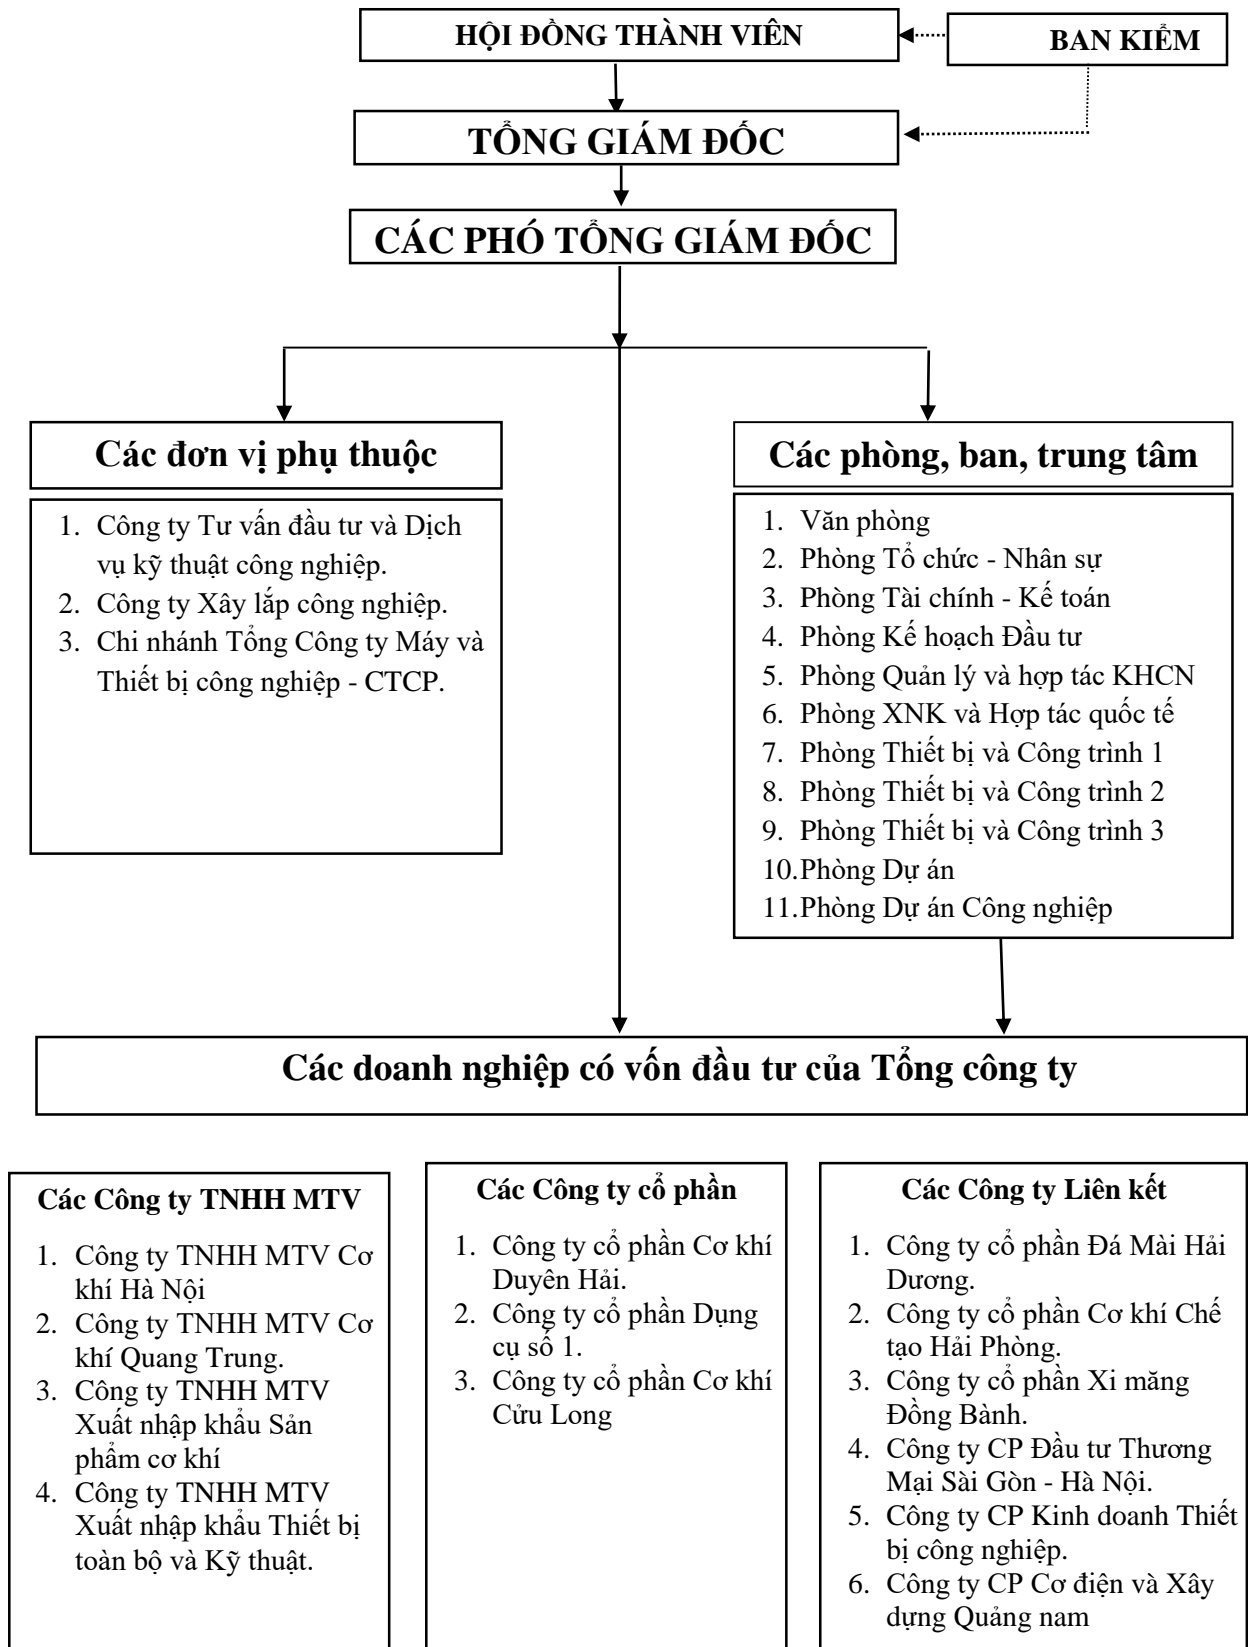 HỘI ĐỒNG THÀNH VIÊN
BAN KIỂM
TỔNG GIÁM ĐỐC
CÁC PHÓ TỔNG GIÁM ĐỐC
Các đơn vị phụ thuộc
1. Công ty Tư vấn đầu tư và Dịch
vụ kỹ thuật công nghiệp.
2. Công ty Xây lắp công nghiệp.
3. Chi nhánh Tổng Công ty Máy và
Thiết bị công nghiệp - CTCP.
Các phòng, ban, trung tâm
1. Văn phòng
2. Phòng Tổ chức - Nhân sự
3. Phòng Tài chính - Kế toán
4. Phòng Kế hoạch Đầu tư
5. Phòng Quản lý và hợp tác KHCN
6. Phòng XNK và Hợp tác quốc tế
7. Phòng Thiết bị và Công trình 1
8. Phòng Thiết bị và Công trình 2
9. Phòng Thiết bị và Công trình 3
10.Phòng Dự án
11.Phòng Dự án Công nghiệp
Các doanh nghiệp có vốn đầu tư của Tổng công ty
Các Công ty TNHH MTV
1. Công ty TNHH MTV Cơ
khí Hà Nội
2. Công ty TNHH MTV Cơ
khí Quang Trung.
3. Công ty TNHH MTV
Xuất nhập khẩu Sản
phẩm cơ khí
4. Công ty TNHH MTV
Xuất nhập khẩu Thiết bị
toàn bộ và Kỹ thuật.
Các Công ty cổ phần
1. Công ty cổ phần Cơ khí
Duyên Hải.
2. Công ty cổ phần Dụng
cụ số 1.
3. Công ty cổ phần Cơ khí
Cửu Long
Các Công ty Liên kết
1. Công ty cổ phần Đá Mài Hải
Dương.
2. Công ty cổ phần Cơ khí Chế
tạo Hải Phòng.
3. Công ty cổ phần Xi măng
Đồng Bành.
4. Công ty CP Đầu tư Thương
Mại Sài Gòn - Hà Nội.
5. Công ty CP Kinh doanh Thiết
bị công nghiệp.
6. Công ty CP Cơ điện và Xây
dựng Quảng nam